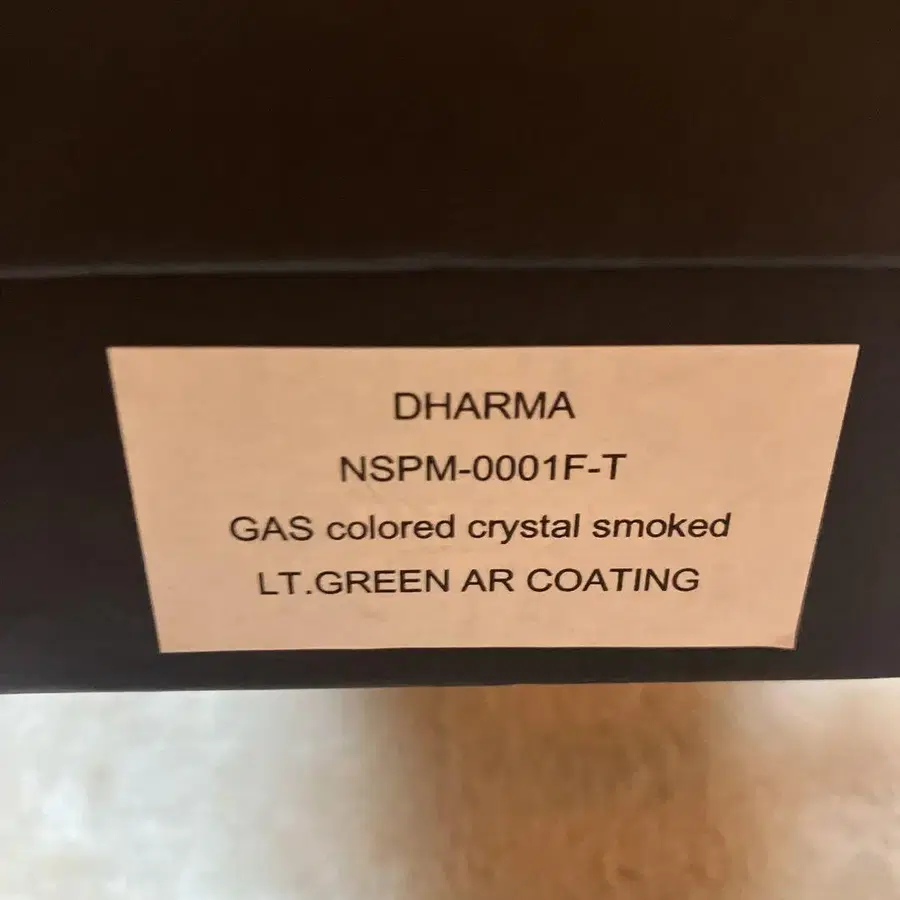 DHARMA
NSPM-0001F-T
GAS colored crystal smoked
LT.GREEN AR COATING